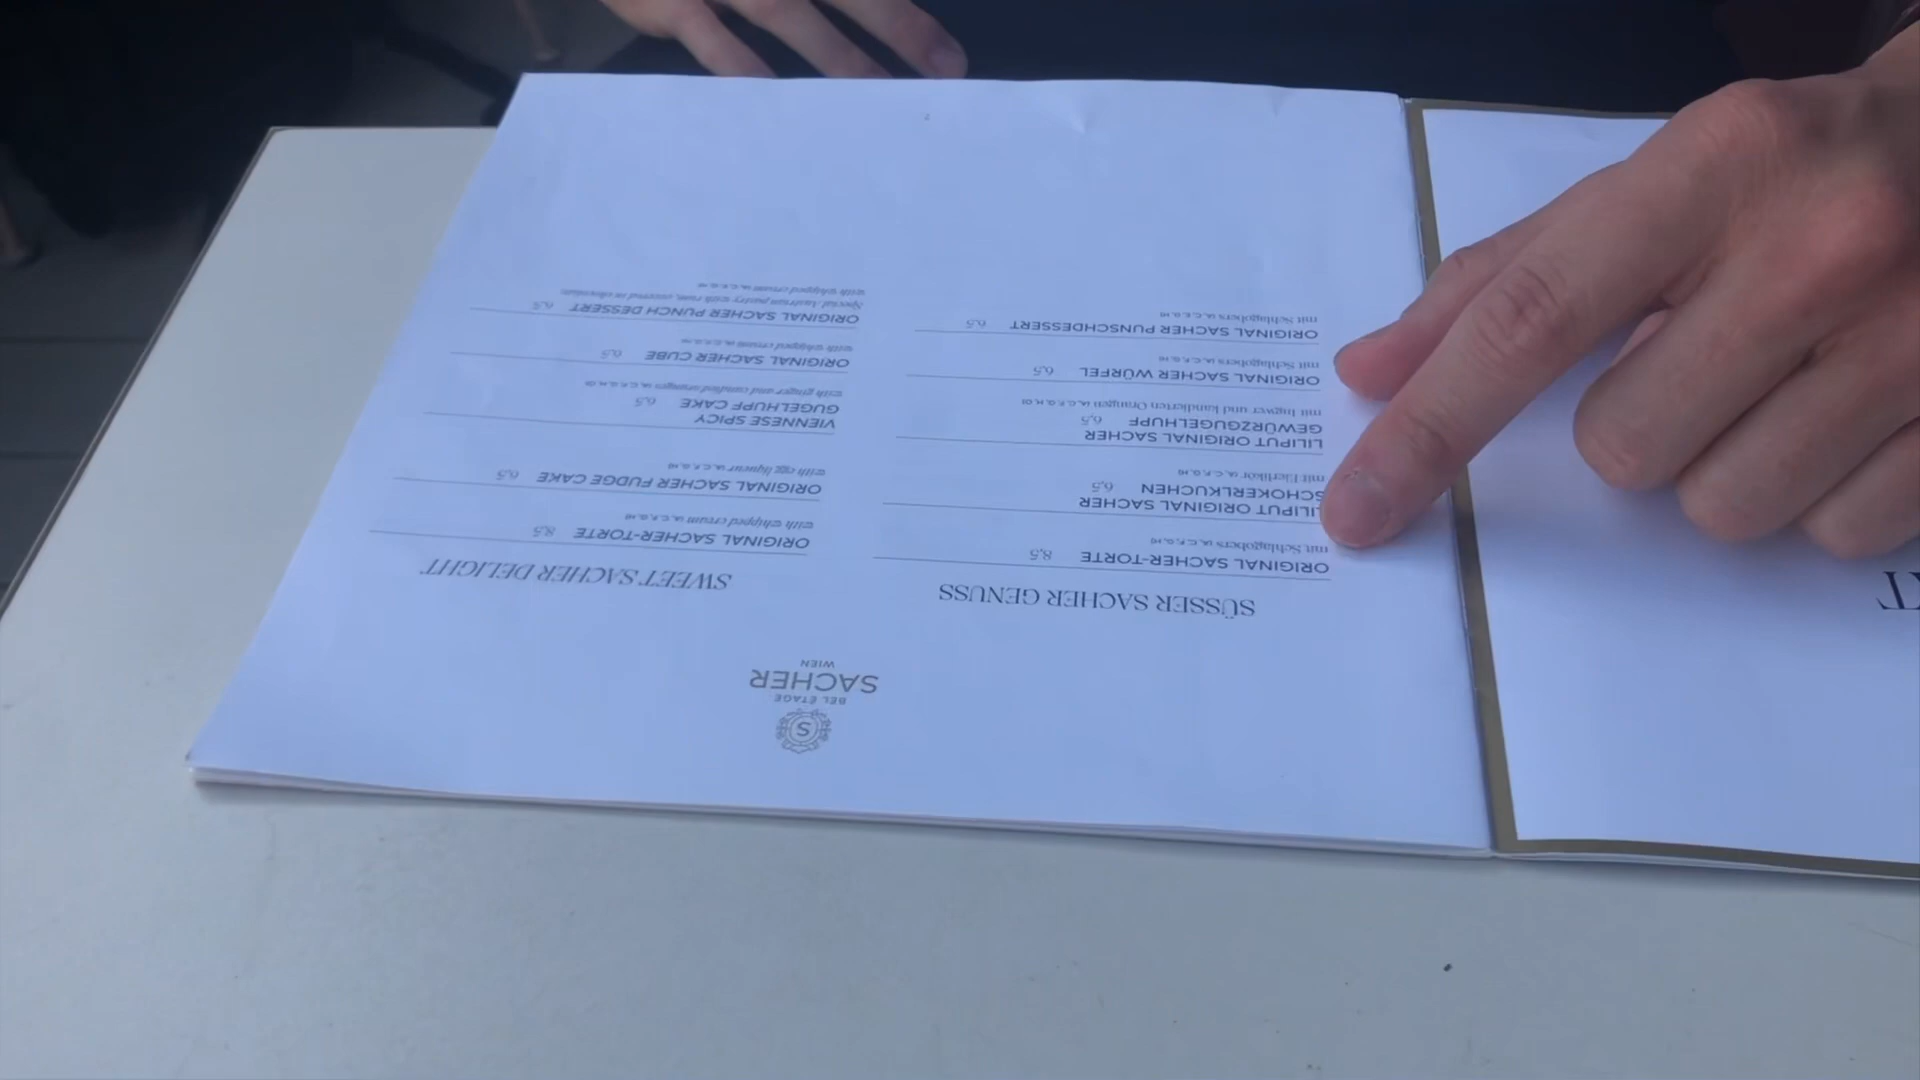 S
BEL ETAGE
SACHER
WIEN
SÜSSER SACHER GENUSS
ORIGINAL SACHER-TORTE 8,5
mit Schlagobers (A,C,F,G,H)
LILIPUT ORIGINAL SACHER
SCHOKERLKUCHEN 6,5
mit Eierlikör (A,C,F,G,H)
LILIPUT ORIGINAL SACHER
GEWÜRZGUGELHUPF 6,5
mit Ingwer und kandierten Orangen (A,C,F,G,H,O)
ORIGINAL SACHER WÜRFEL 6,5
mit Schlagobers (A,C,F,G,H)
ORIGINAL SACHER PUNSCHDESSERT 6,5
mit Schlagobers (A,C,E,G,H)
SWEET SACHER DELIGHT
ORIGINAL SACHER-TORTE 8,5
with whipped cream (A,C,F,G,H)
ORIGINAL SACHER FUDGE CAKE 6,5
with egg liqueur (A,C,F,G,H)
VIENNESE SPICY
GUGELHUPF CAKE 6,5
with ginger and candied oranges (A,C,F,G,H,O)
ORIGINAL SACHER CUBE 6,5
with whipped cream (A,C,F,G,H)
ORIGINAL SACHER PUNCH DESSERT 6,5
Special Austrian pastry with rum, covered in chocolate
with whipped cream (A,C,E,G,H)
2